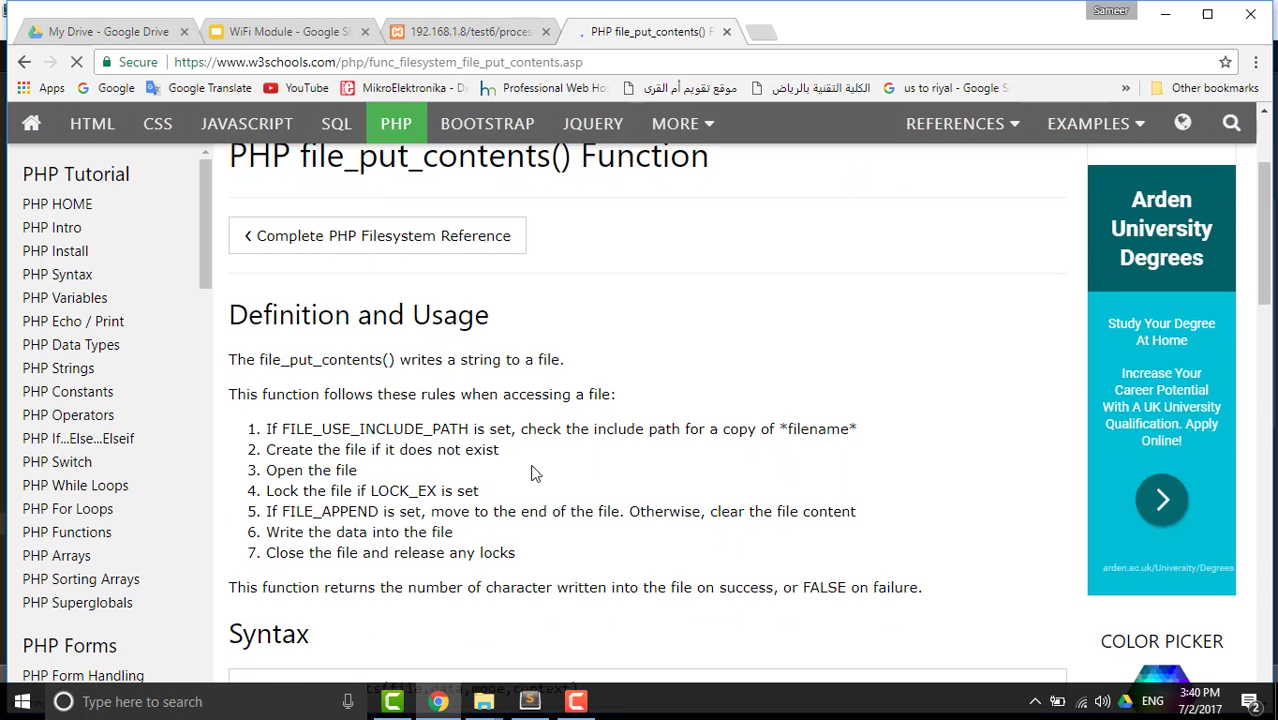 Sameer
My Drive - Google Drive
WiFi Module - Google S
192.168.1.8/test6/proces
PHP file_put_contents() F
Secure
https://www.w3schools.com/php/func_filesystem_file_put_contents.asp
Apps
Google
Google Translate
YouTube
MikroElektronika - de
Professional Web Ho
موقع تقويم أم القرى
الكلية التقنية بالرياض
us to riyal - Google S
»
Other bookmarks
HTML
CSS
JAVASCRIPT
SQL
PHP
BOOTSTRAP
JQUERY
MORE
REFERENCES
EXAMPLES
PHP Tutorial
PHP HOME
PHP Intro
PHP Install
PHP Syntax
PHP Variables
PHP Echo / Print
PHP Data Types
PHP Strings
PHP Constants
PHP Operators
PHP If...Else...Elseif
PHP Switch
PHP While Loops
PHP For Loops
PHP Functions
PHP Arrays
PHP Sorting Arrays
PHP Superglobals
PHP Forms
PHP Form Handling
PHP file_put_contents() Function
‹ Complete PHP Filesystem Reference
Definition and Usage
The file_put_contents() writes a string to a file.
This function follows these rules when accessing a file:
1. If FILE_USE_INCLUDE_PATH is set, check the include path for a copy of *filename*
2. Create the file if it does not exist
3. Open the file
4. Lock the file if LOCK_EX is set
5. If FILE_APPEND is set, move to the end of the file. Otherwise, clear the file content
6. Write the data into the file
7. Close the file and release any locks
This function returns the number of character written into the file on success, or FALSE on failure.
Syntax
Arden
University
Degrees
Study Your Degree
At Home
Increase Your
Career Potential
With A UK University
Qualification. Apply
Online!
arden.ac.uk/University/Degrees
COLOR PICKER
Type here to search
ENG
3:40 PM
7/2/2017
2